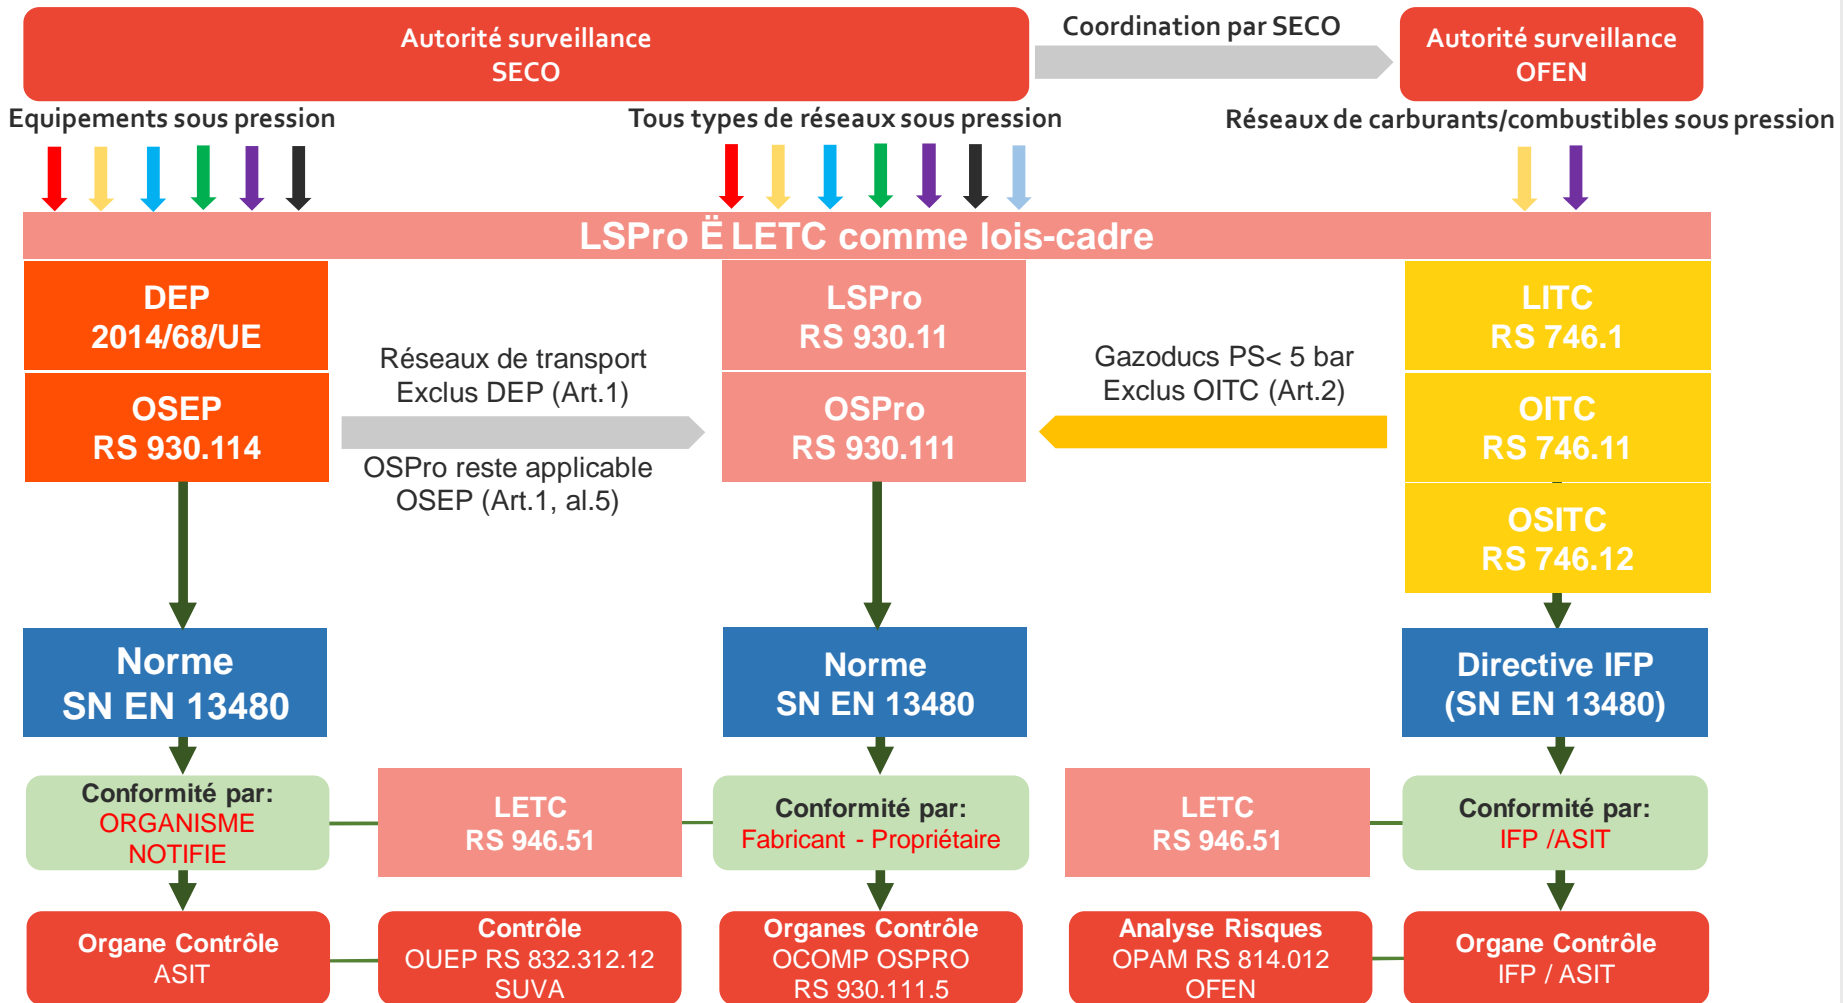 Autorité surveillance
SECO
Coordination par SECO
Autorité surveillance
OFEN
Equipements sous pression
Tous types de réseaux sous pression
Réseaux de carburants/combustibles sous pression
LSPro Ë LETC comme lois-cadre
DEP
2014/68/UE
OSEP
RS 930.114
Réseaux de transport
Exclus DEP (Art.1)
OSPro reste applicable
OSEP (Art.1, al.5)
LSPro
RS 930.11
OSPro
RS 930.111
Gazoducs PS< 5 bar
Exclus OITC (Art.2)
LITC
RS 746.1
OITC
RS 746.11
OSITC
RS 746.12
Norme
SN EN 13480
Norme
SN EN 13480
Directive IFP
(SN EN 13480)
Conformité par:
ORGANISME
NOTIFIE
LETC
RS 946.51
Conformité par:
Fabricant - Propriétaire
LETC
RS 946.51
Conformité par:
IFP /ASIT
Organe Contrôle
ASIT
Contrôle
OUEP RS 832.312.12
SUVA
Organes Contrôle
OCOMP OSPRO
RS 930.111.5
Analyse Risques
OPAM RS 814.012
OFEN
Organe Contrôle
IFP / ASIT